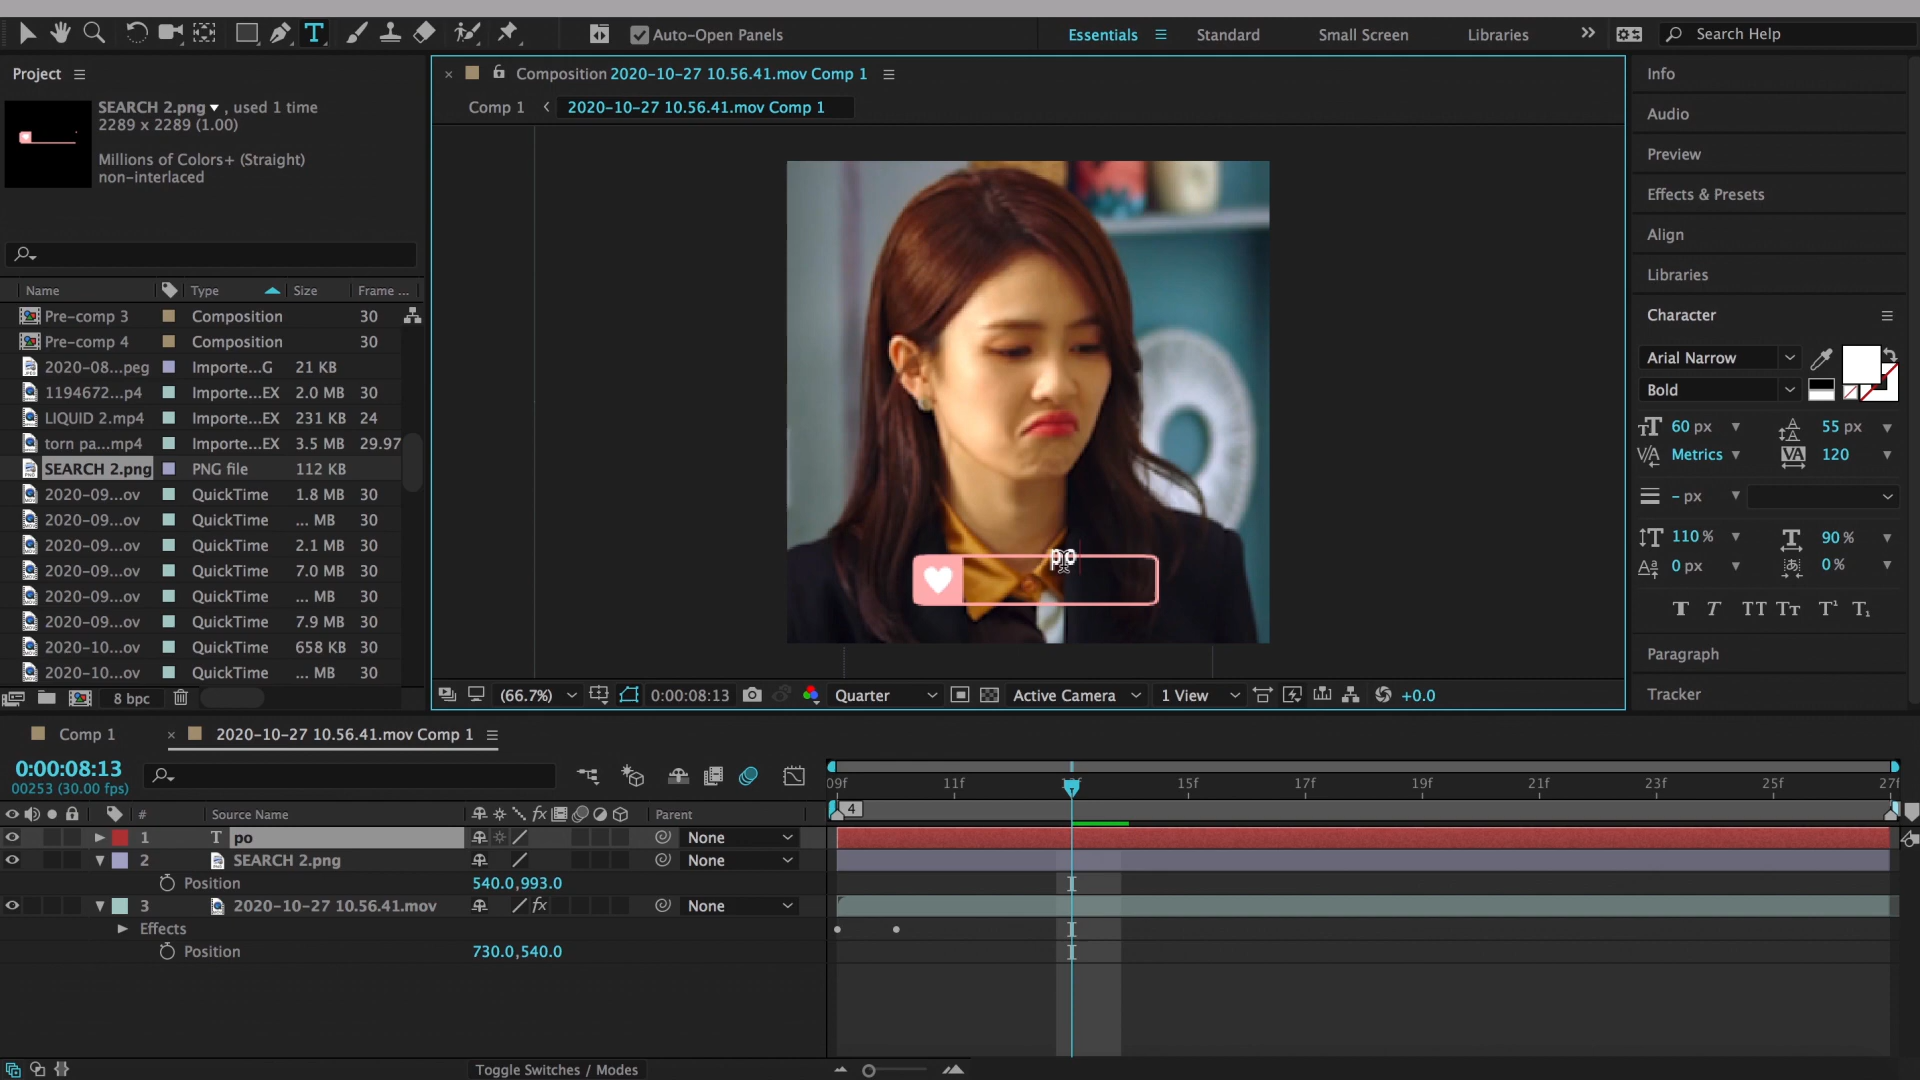 T
Auto-Open Panels
Essentials
Standard
Small Screen
Libraries
Search Help
Project
SEARCH 2.png , used 1 time
2289 x 2289 (1.00)
Millions of Colors+ (Straight)
non-interlaced
Name Type Size Frame ...
Pre-comp 3 Composition 30
Pre-comp 4 Composition 30
2020-08...peg Importe...G 21 KB
1194672...p4 Importe...EX 2.0 MB 30
LIQUID 2.mp4 Importe...EX 231 KB 24
torn pa...mp4 Importe...EX 3.5 MB 29.97
SEARCH 2.png PNG file 112 KB
2020-09...ov QuickTime 1.8 MB 30
2020-09...ov QuickTime ... MB 30
2020-09...ov QuickTime 2.1 MB 30
2020-09...ov QuickTime 7.0 MB 30
2020-09...ov QuickTime ... MB 30
2020-09...ov QuickTime 7.9 MB 30
2020-10...ov QuickTime 658 KB 30
2020-10...ov QuickTime ... MB 30
8 bpc
Composition 2020-10-27 10.56.41.mov Comp 1
Comp 1
2020-10-27 10.56.41.mov Comp 1
po
(66.7%)
0:00:08:13
Quarter
Active Camera
1 View
+0.0
Info
Audio
Preview
Effects & Presets
Align
Libraries
Character
Arial Narrow
Bold
60 px 55 px
Metrics 120
- px
110 % 90 %
0 px 0 %
T T TT Tт T¹ T₁
Paragraph
Tracker
Comp 1
2020-10-27 10.56.41.mov Comp 1
0:00:08:13
00253 (30.00 fps)
# Source Name Parent
1 T po None
2 SEARCH 2.png None
Position 540.0,993.0
3 2020-10-27 10.56.41.mov fx None
Effects
Position 730.0,540.0
Toggle Switches / Modes
09f 11f 15f 17f 19f 21f 23f 25f 27f
4